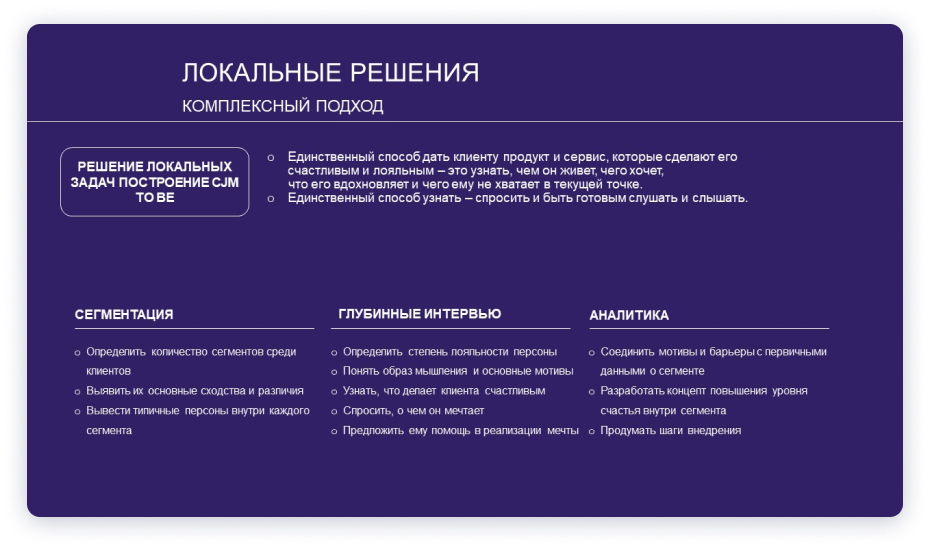 ЛОКАЛЬНЫЕ РЕШЕНИЯ
КОМПЛЕКСНЫЙ ПОДХОД
РЕШЕНИЕ ЛОКАЛЬНЫХ
ЗАДАЧ ПОСТРОЕНИЕ CJM
TO BE
Единственный способ дать клиенту продукт и сервис, которые сделают его
счастливым и лояльным – это узнать, чем он живет, чего хочет,
что его вдохновляет и чего ему не хватает в текущей точке.
Единственный способ узнать – спросить и быть готовым слушать и слышать.
СЕГМЕНТАЦИЯ
Определить количество сегментов среди
клиентов
Выявить их основные сходства и различия
Вывести типичные персоны внутри каждого
сегмента
ГЛУБИННЫЕ ИНТЕРВЬЮ
Определить степень лояльности персоны
Понять образ мышления и основные мотивы
Узнать, что делает клиента счастливым
Спросить, о чем он мечтает
Предложить ему помощь в реализации мечты
АНАЛИТИКА
Соединить мотивы и барьеры с первичными
данными о сегменте
Разработать концепт повышения уровня
счастья внутри сегмента
Продумать шаги внедрения